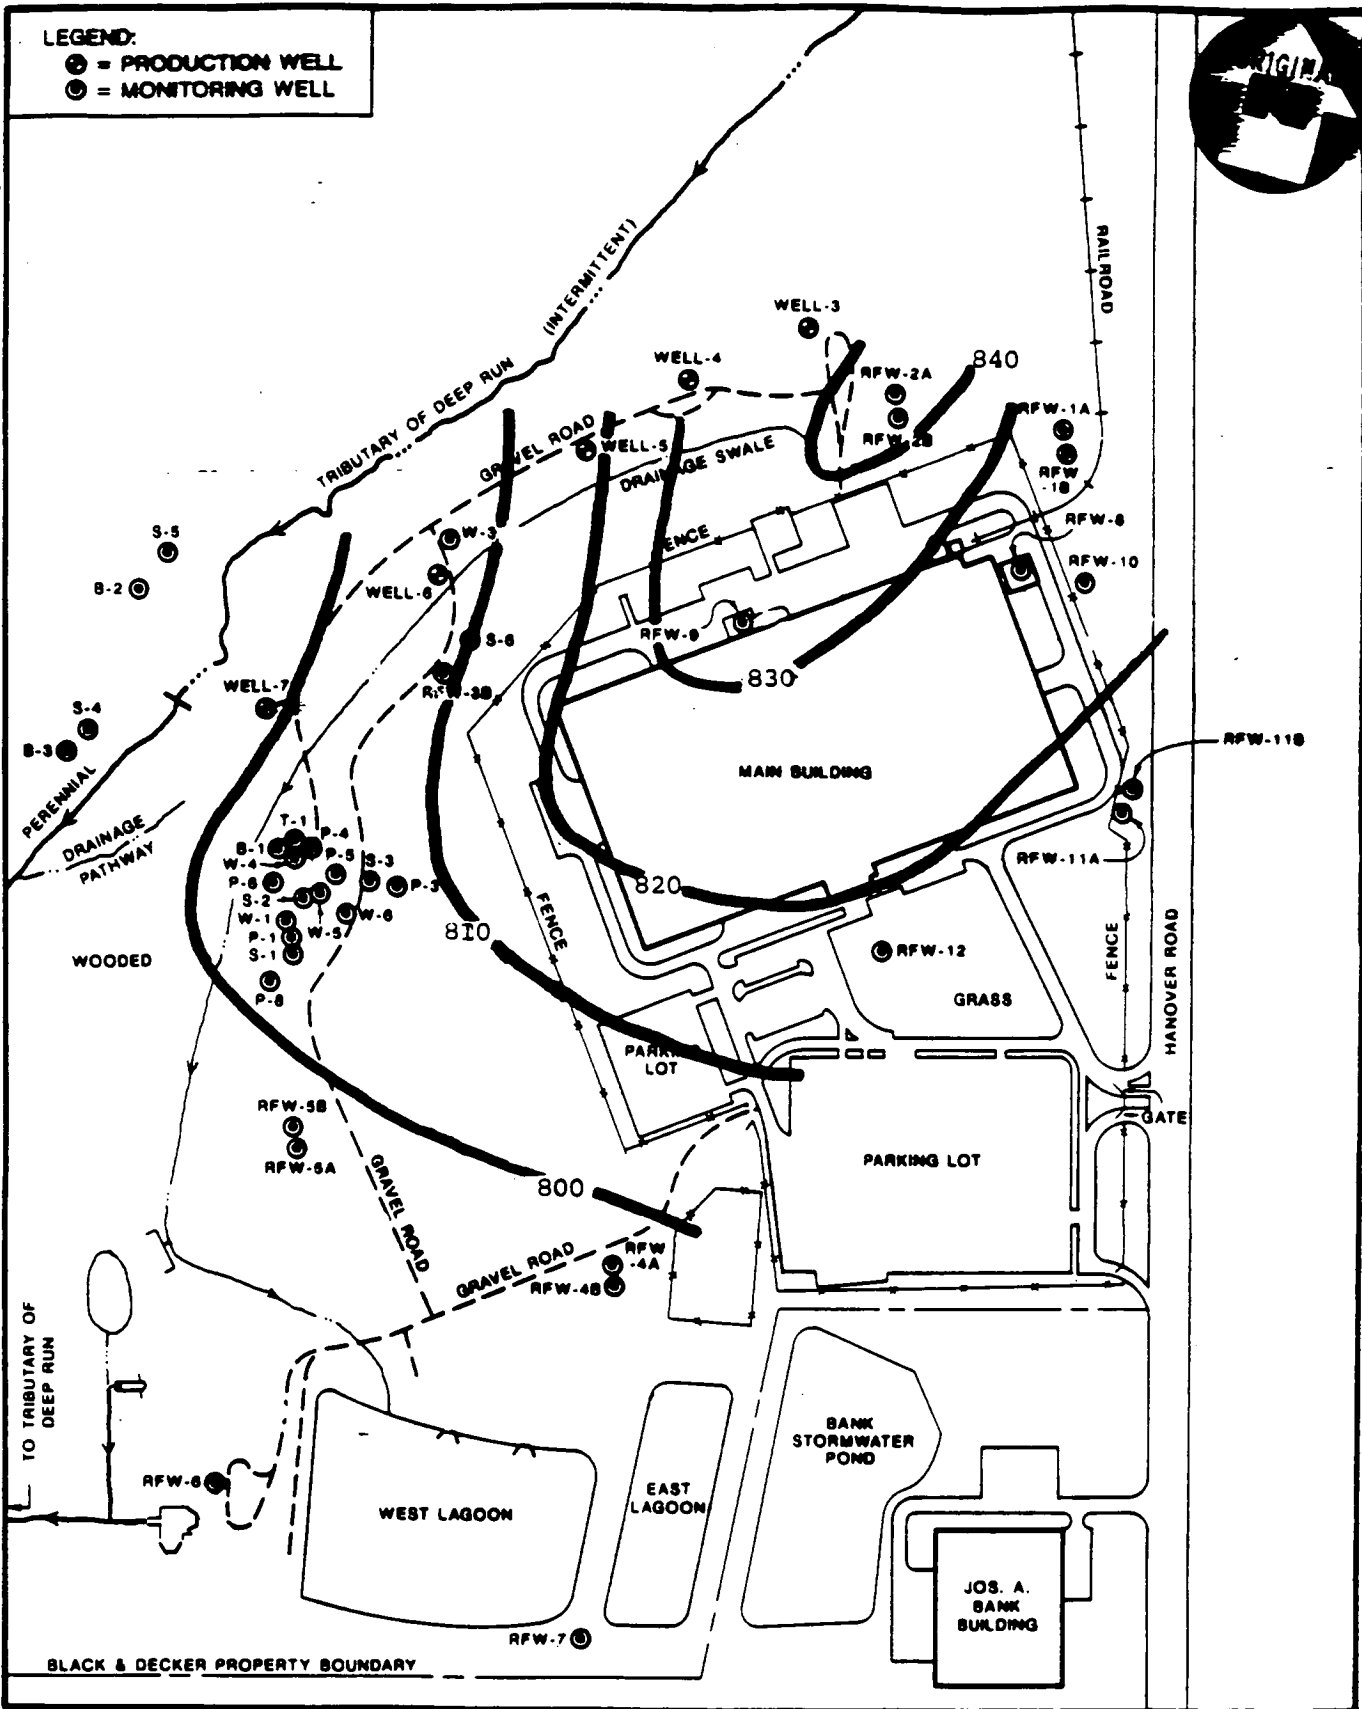 LEGEND:
= PRODUCTION WELL
= MONITORING WELL
RAILROAD
(INTERMITTENT)
TRIBUTARY OF DEEP RUN
WELL-3
WELL-4
RFW-2A
840
RFW-2B
RFW-1A
RFW
-1B
GRAVEL ROAD
WELL-5
DRAINAGE SWALE
RFW-8
S-5
W-3
FENCE
RFW-10
B-2
WELL-6
S-6
RFW-9
RFW-3B
830
WELL-7
S-4
B-3
RFW-11B
MAIN BUILDING
PERENNIAL
DRAINAGE
PATHWAY
T-1
P-4
B-1
P-5
S-3
W-4
P-6
P-3
S-2
W-1
W-6
W-5
P-1
S-1
P-8
RFW-11A
820
810
FENCE
RFW-12
WOODED
GRASS
FENCE
HANOVER ROAD
PARKING
LOT
GATE
RFW-5B
RFW-5A
PARKING LOT
800
GRAVEL ROAD
GRAVEL ROAD
RFW
-4A
RFW-4B
TO TRIBUTARY OF
DEEP RUN
BANK
STORMWATER
POND
RFW-6
WEST LAGOON
EAST
LAGOON
JOS. A.
BANK
BUILDING
RFW-7
BLACK & DECKER PROPERTY BOUNDARY